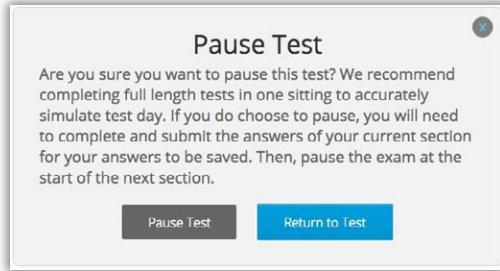 x
Pause Test
Are you sure you want to pause this test? We recommend
completing full length tests in one sitting to accurately
simulate test day. If you do choose to pause, you will need
to complete and submit the answers of your current section
for your answers to be saved. Then, pause the exam at the
start of the next section.
Pause Test Return to Test